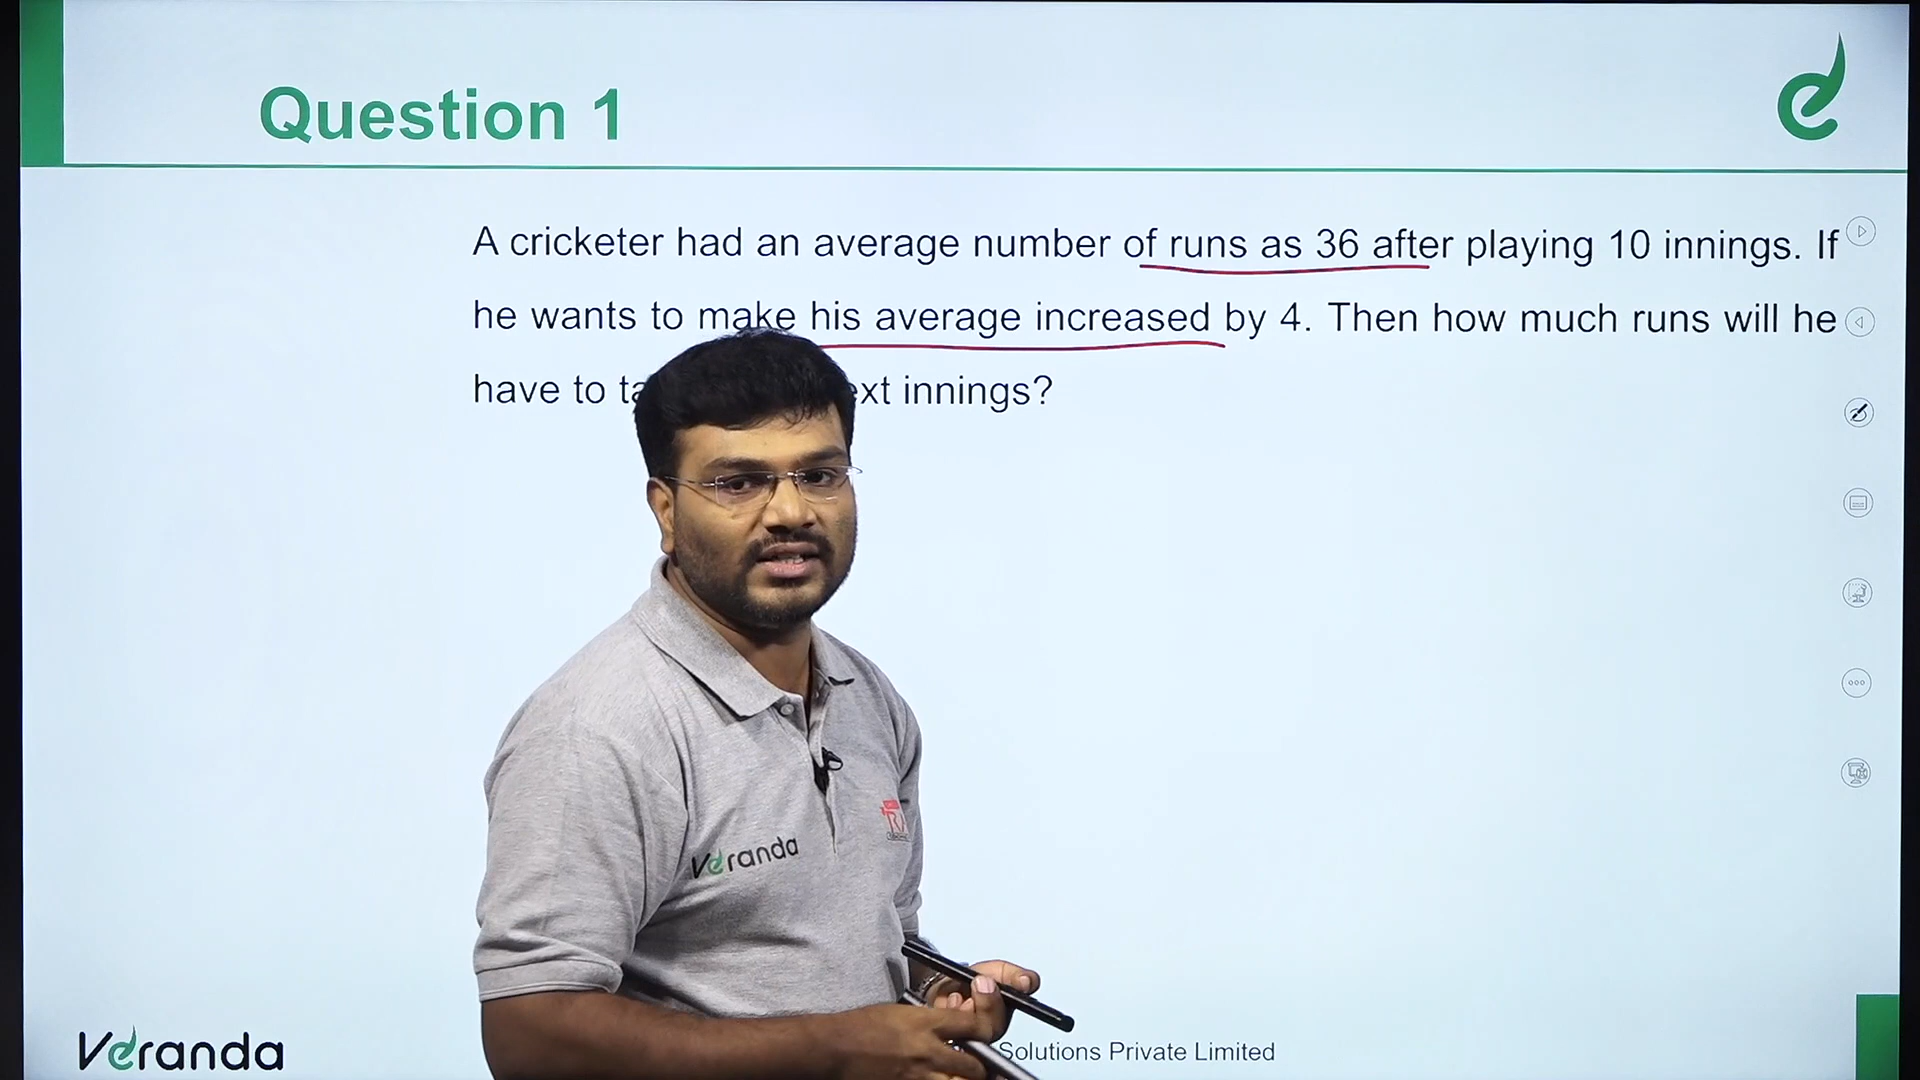 Question 1
A cricketer had an average number of runs as 36 after playing 10 innings. If
he wants to make his average increased by 4. Then how much runs will he
have to innings?
Veranda
Veranda
Solutions Private Limited